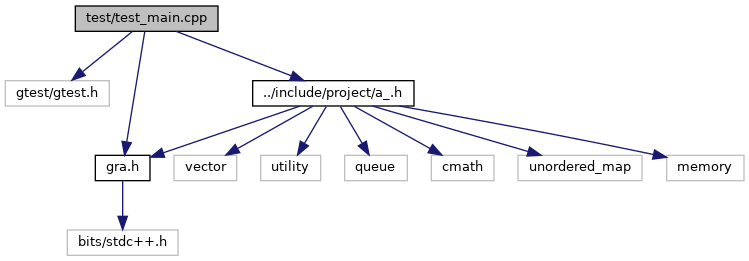 test/test_main.cpp
gtest/gtest.h
../include/project/a_.h
gra.h
vector
utility
queue
cmath
unordered_map
memory
bits/stdc++.h